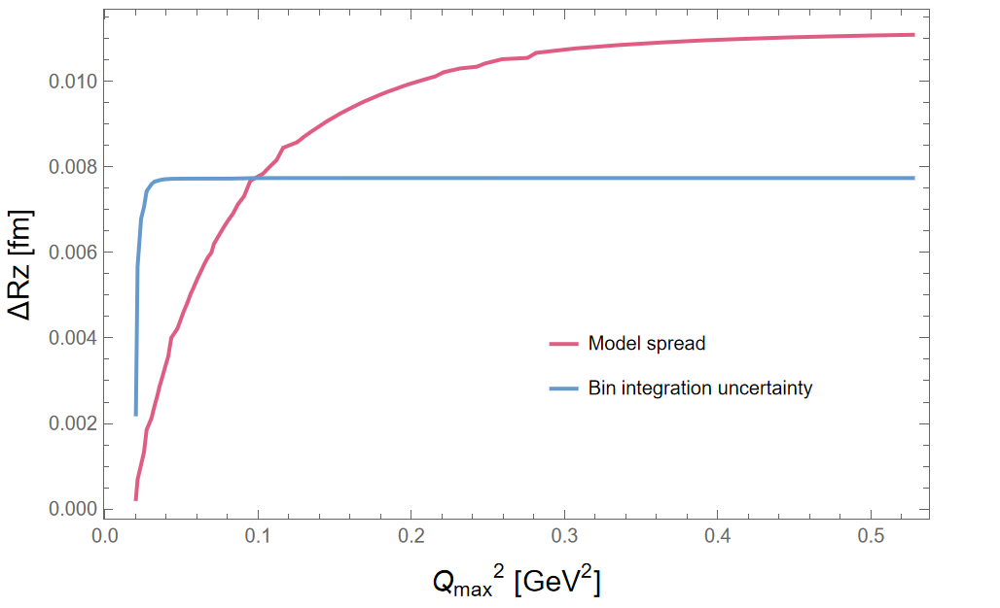 0.010
0.008
0.006
0.004
0.002
0.000
ΔRz [fm]
Model spread
Bin integration uncertainty
0.0 0.1 0.2 0.3 0.4 0.5
Qmax² [GeV²]